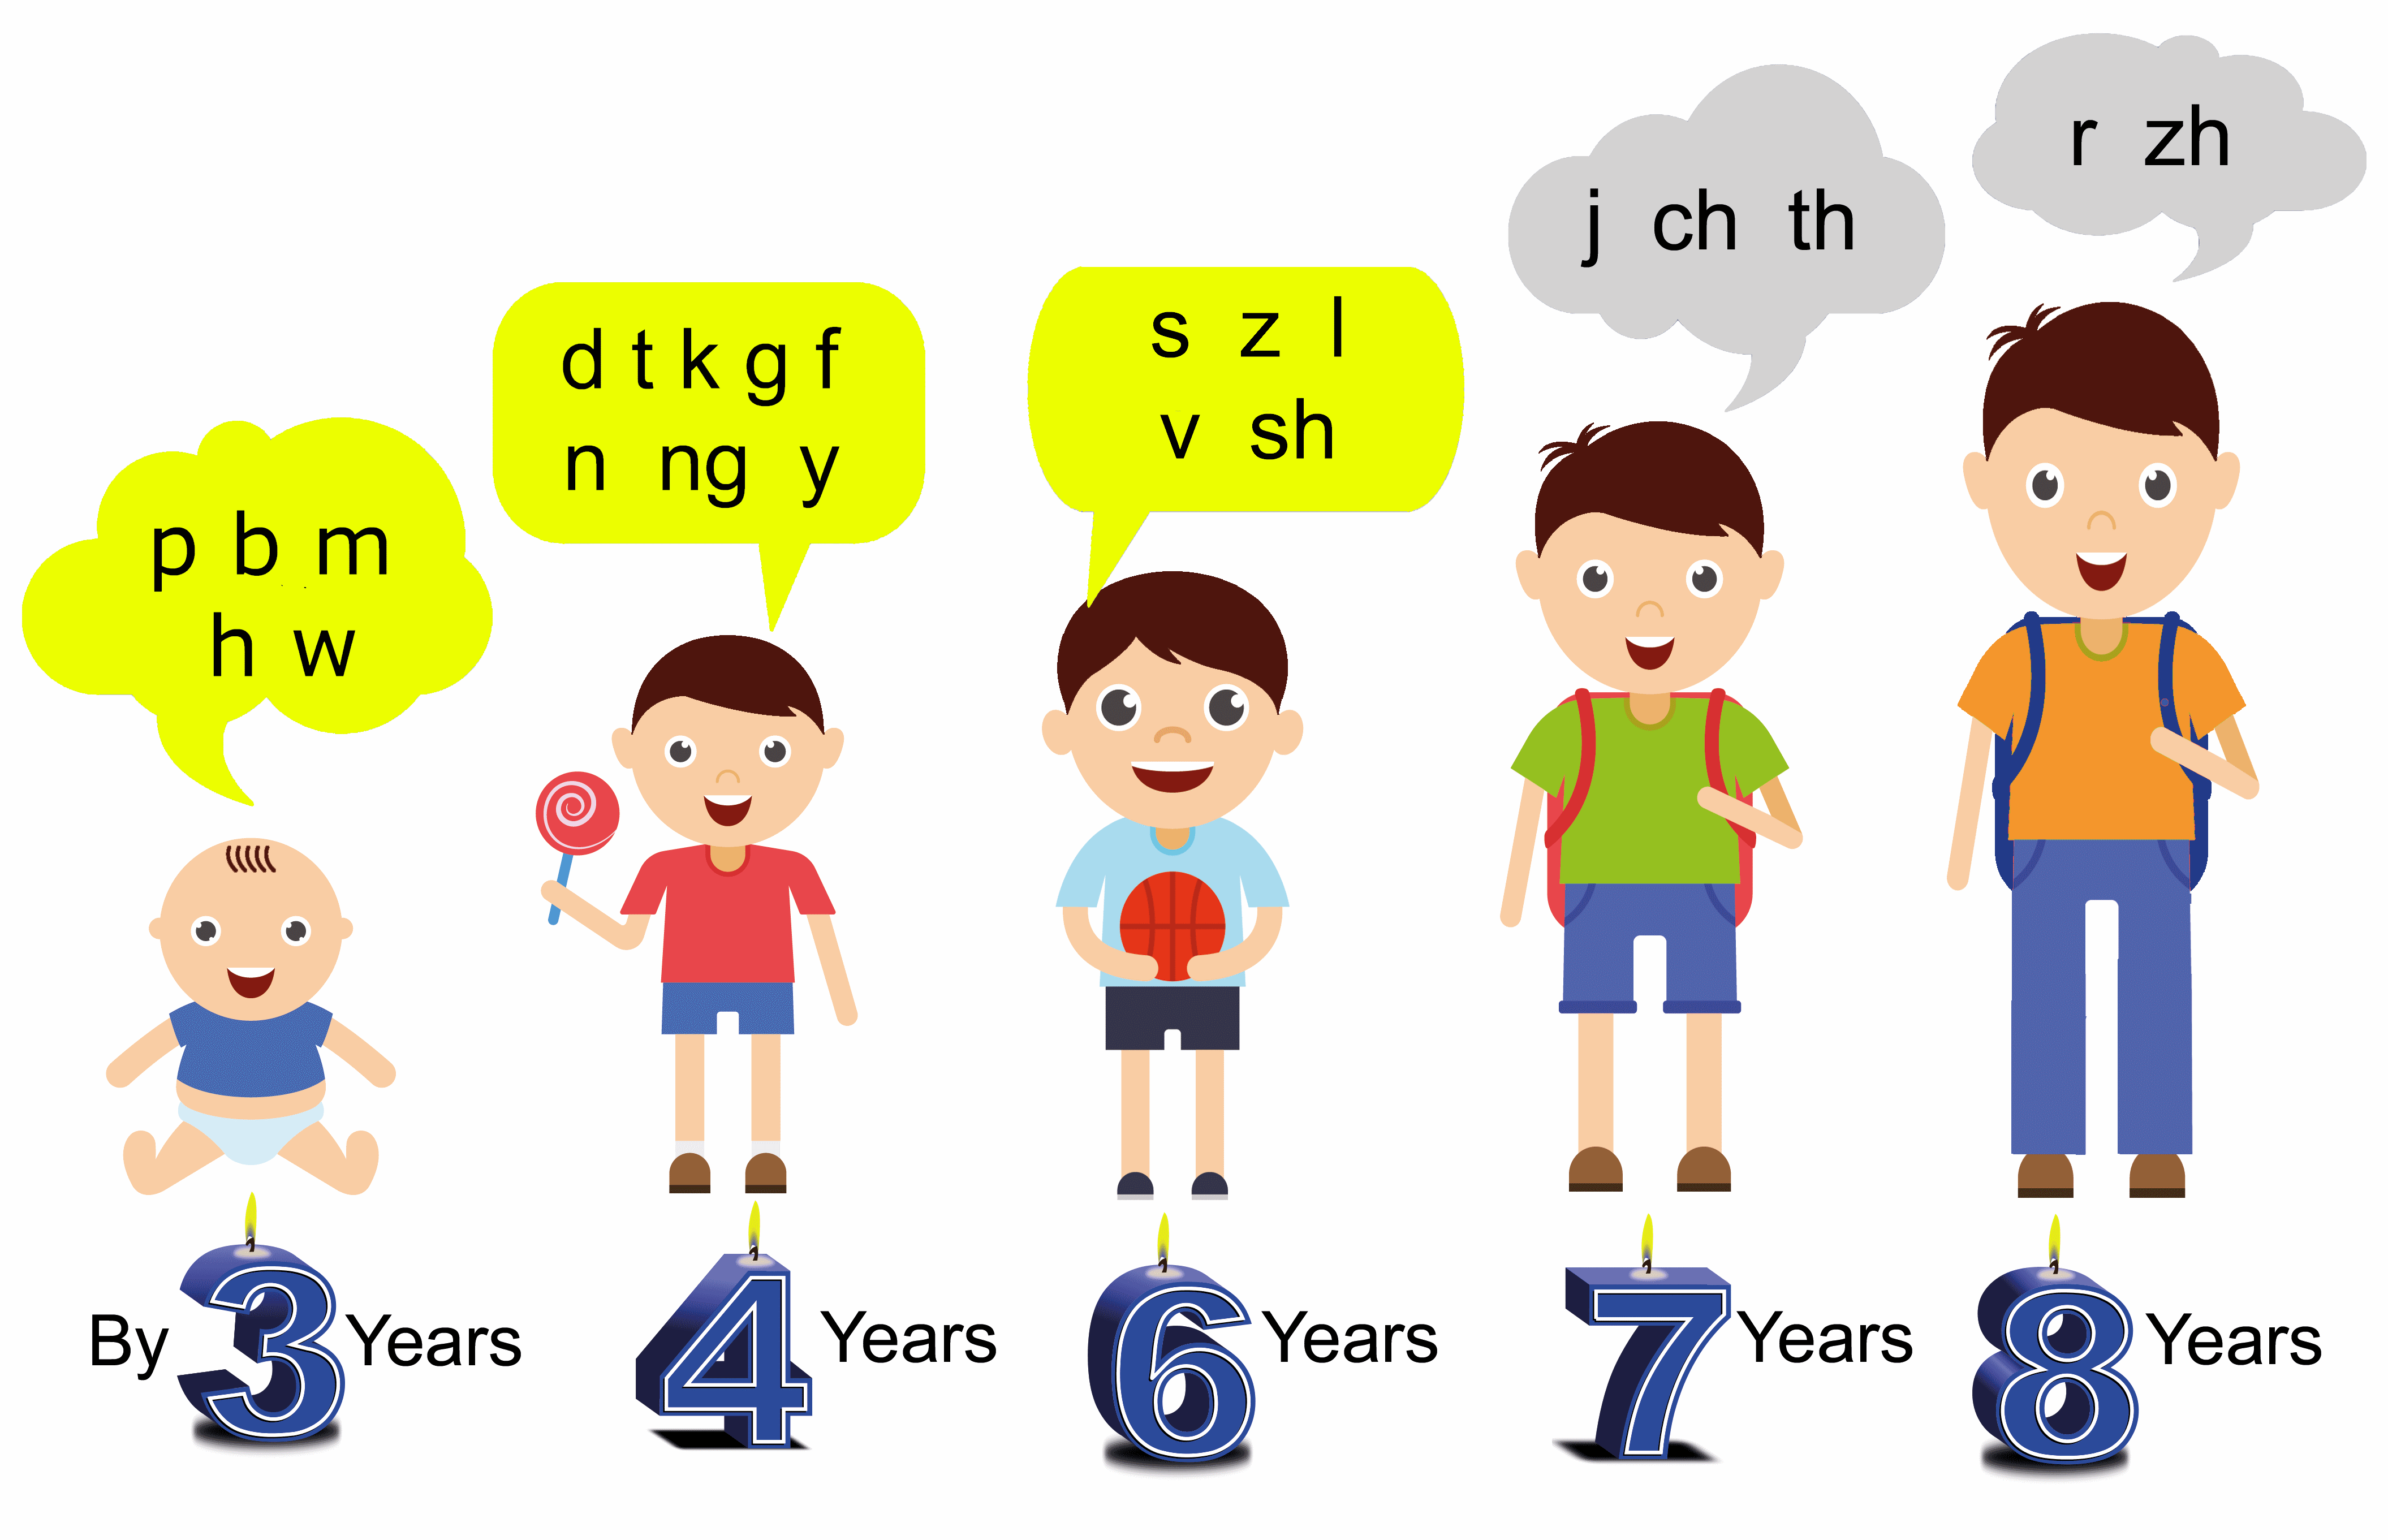 p b m
h w
d t k g f
n ng y
s z l
v sh
j ch th
r zh
By 3 Years
4 Years
6 Years
7 Years
8 Years